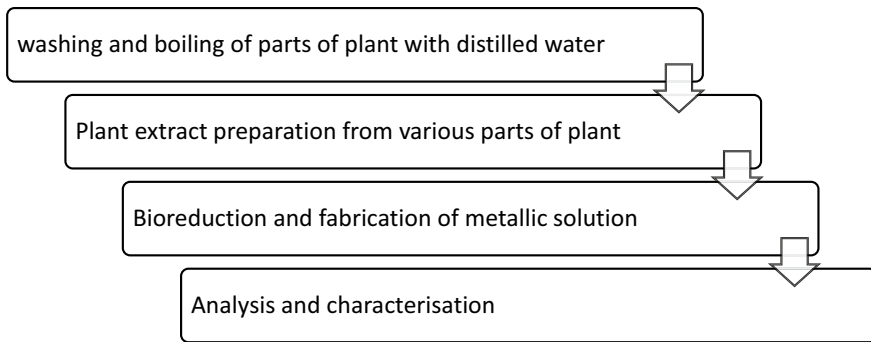 washing and boiling of parts of plant with distilled water
Plant extract preparation from various parts of plant
Bioreduction and fabrication of metallic solution
Analysis and characterisation